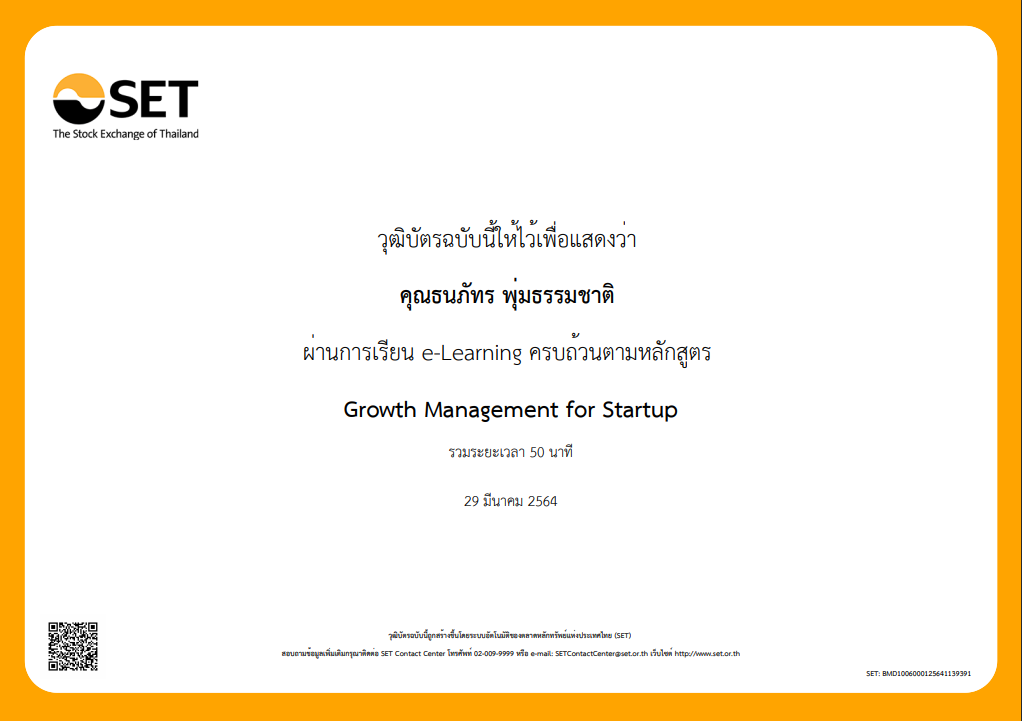 SET
The Stock Exchange of Thailand
วุฒิบัตรฉบับนี้ให้ไว้เพื่อแสดงว่า
คุณธนภัทร พุ่มธรรมชาติ
ผ่านการเรียน e-Learning ครบถ้วนตามหลักสูตร
Growth Management for Startup
รวมระยะเวลา 50 นาที
29 มีนาคม 2564
วุฒิบัตรฉบับนี้ถูกสร้างขึ้นโดยระบบอัตโนมัติของตลาดหลักทรัพย์แห่งประเทศไทย (SET)
สอบถามข้อมูลเพิ่มเติมกรุณาติดต่อ SET Contact Center โทรศัพท์ 02-009-9999 หรือ e-mail: SETContactCenter@set.or.th เว็บไซต์ http://www.set.or.th
SET: BMD1006000125641139391